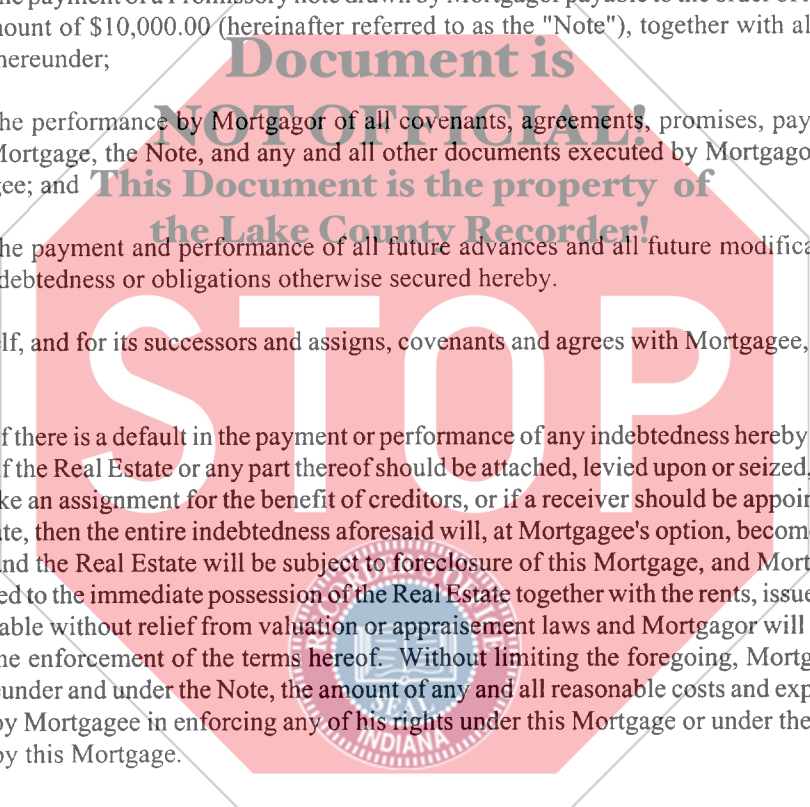 the payment of a Promissory note drawn by Mortgagor payable to the order of
amount of $10,000.00 (hereinafter referred to as the "Note"), together with al
hereunder;
Document is
NOT OFFICIAL!
he performance by Mortgagor of all covenants, agreements, promises, pay
Mortgage, the Note, and any and all other documents executed by Mortgago
gee; and
This Document is the property of
the Lake County Recorder!
he payment and performance of all future advances and all future modifica
debtedness or obligations otherwise secured hereby.
STOP
lf, and for its successors and assigns, covenants and agrees with Mortgagee,
f there is a default in the payment or performance of any indebtedness hereby
f the Real Estate or any part thereof should be attached, levied upon or seized,
ke an assignment for the benefit of creditors, or if a receiver should be appoin
ate, then the entire indebtedness aforesaid will, at Mortgagee's option, becom
nd the Real Estate will be subject to foreclosure of this Mortgage, and Mort
ed to the immediate possession of the Real Estate together with the rents, issue
able without relief from valuation or appraisement laws and Mortgagor will
he enforcement of the terms hereof. Without limiting the foregoing, Mortg
under and under the Note, the amount of any and all reasonable costs and exp
by Mortgagee in enforcing any of his rights under this Mortgage or under the
by this Mortgage.
SEAL
INDIANA